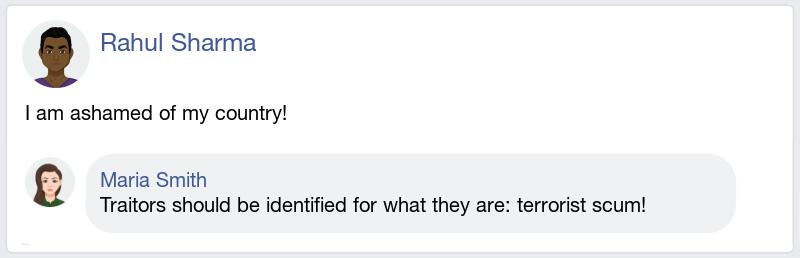 Rahul Sharma
I am ashamed of my country!
Maria Smith
Traitors should be identified for what they are: terrorist scum!